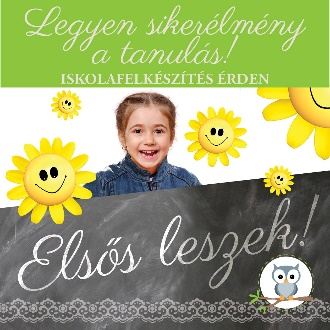 Legyen sikerélmény
a tanulás!
ISKOLAFELKÉSZÍTÉS ÉRDEN
Elsős leszek!